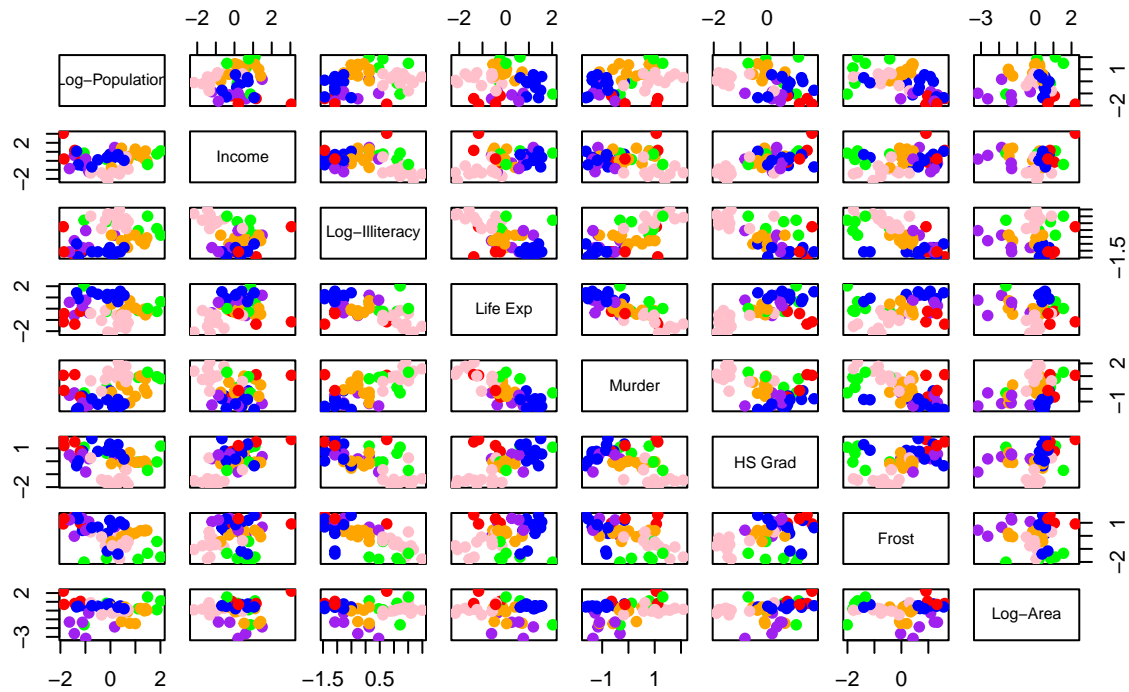 −2 0 2
−2 0 2
−2 0
−3 0 2
Log−Population
−2 1
−2 2
Income
Log−Illiteracy
−1.5
−2 2
Life Exp
Murder
−1 2
−2 1
HS Grad
Frost
−2 1
−3 2
Log−Area
−2 0 2
−1.5 0.5
−1 1
−2 0